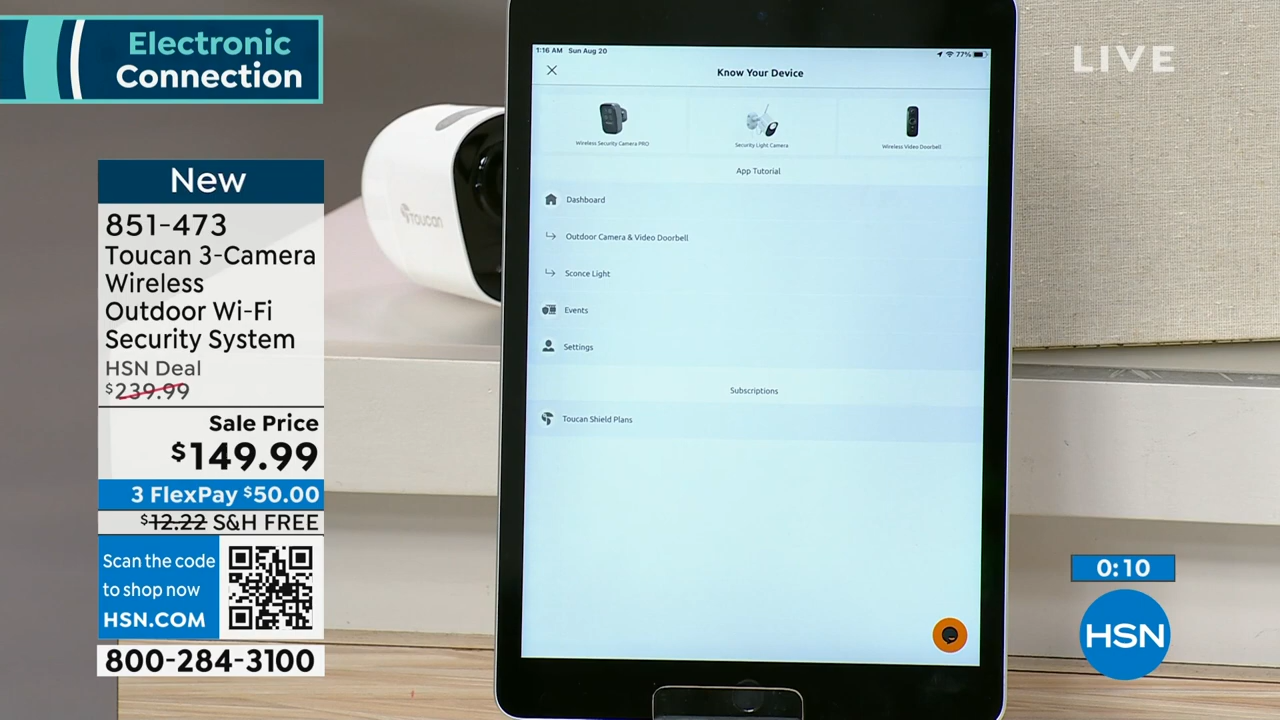 Electronic
Connection
New
851-473
Toucan 3-Camera
Wireless
Outdoor Wi-Fi
Security System
HSN Deal
$239.99
Sale Price
$149.99
3 FlexPay $50.00
$12.22 S&H FREE
Scan the code
to shop now
HSN.COM
800-284-3100
Toucan
1:16 AM Sun Aug 20
77%
Know Your Device
Wireless Security Camera PRO
Security Light Camera
Wireless Video Doorbell
App Tutorial
Dashboard
Outdoor Camera & Video Doorbell
Sconce Light
Events
Settings
Subscriptions
Toucan Shield Plans
LIVE
0:10
HSN